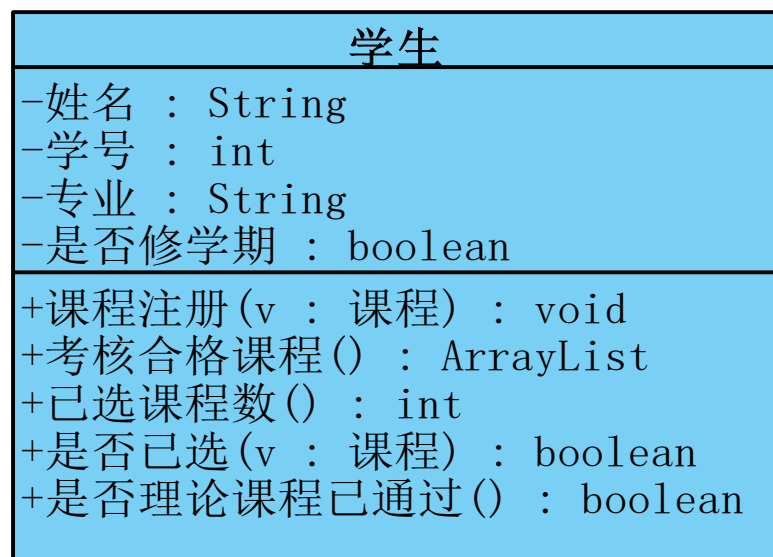 学生
-姓名 : String
-学号 : int
-专业 : String
-是否修学期 : boolean
+课程注册(v : 课程) : void
+考核合格课程() : ArrayList
+已选课程数() : int
+是否已选(v : 课程) : boolean
+是否理论课程已通过() : boolean